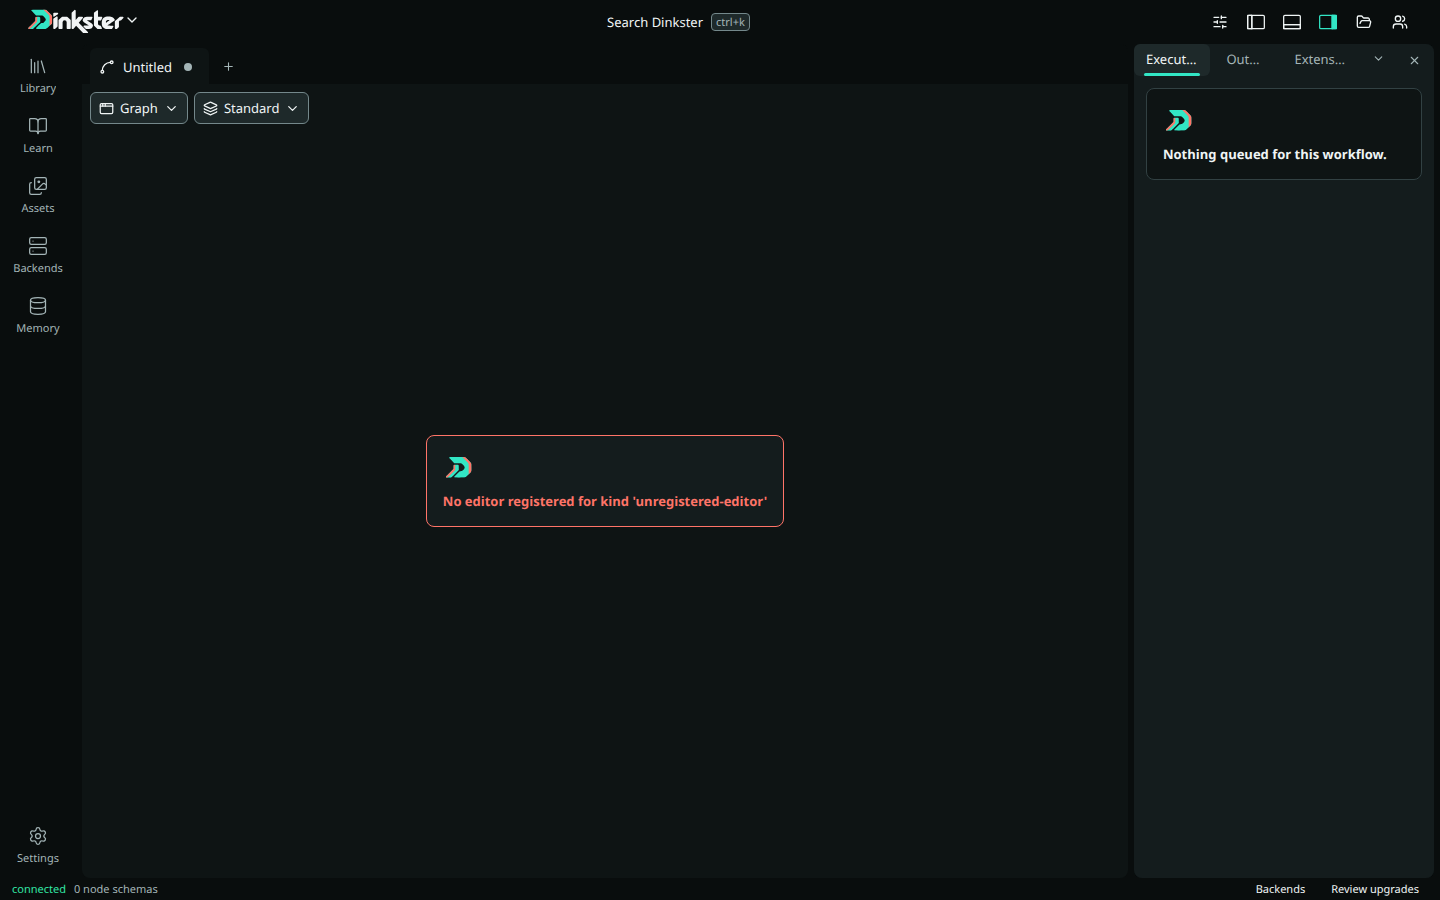 Dinkster
Search Dinkster ctrl+k
Library
Learn
Assets
Backends
Memory
Settings
Untitled
Graph
Standard
No editor registered for kind 'unregistered-editor'
Execut...
Out...
Extens...
Nothing queued for this workflow.
connected 0 node schemas
Backends
Review upgrades